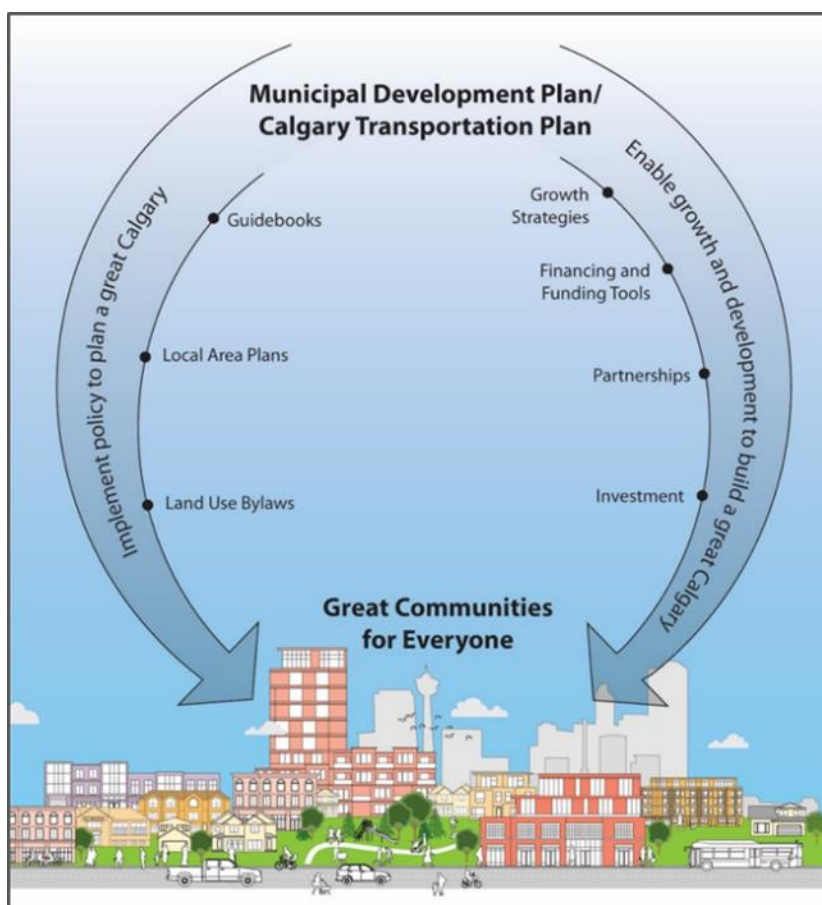 Municipal Development Plan/
Calgary Transportation Plan
Implement policy to plan a great Calgary
Guidebooks
Local Area Plans
Land Use Bylaws
Enable growth and development to build a great Calgary
Growth
Strategies
Financing and
Funding Tools
Partnerships
Investment
Great Communities
for Everyone